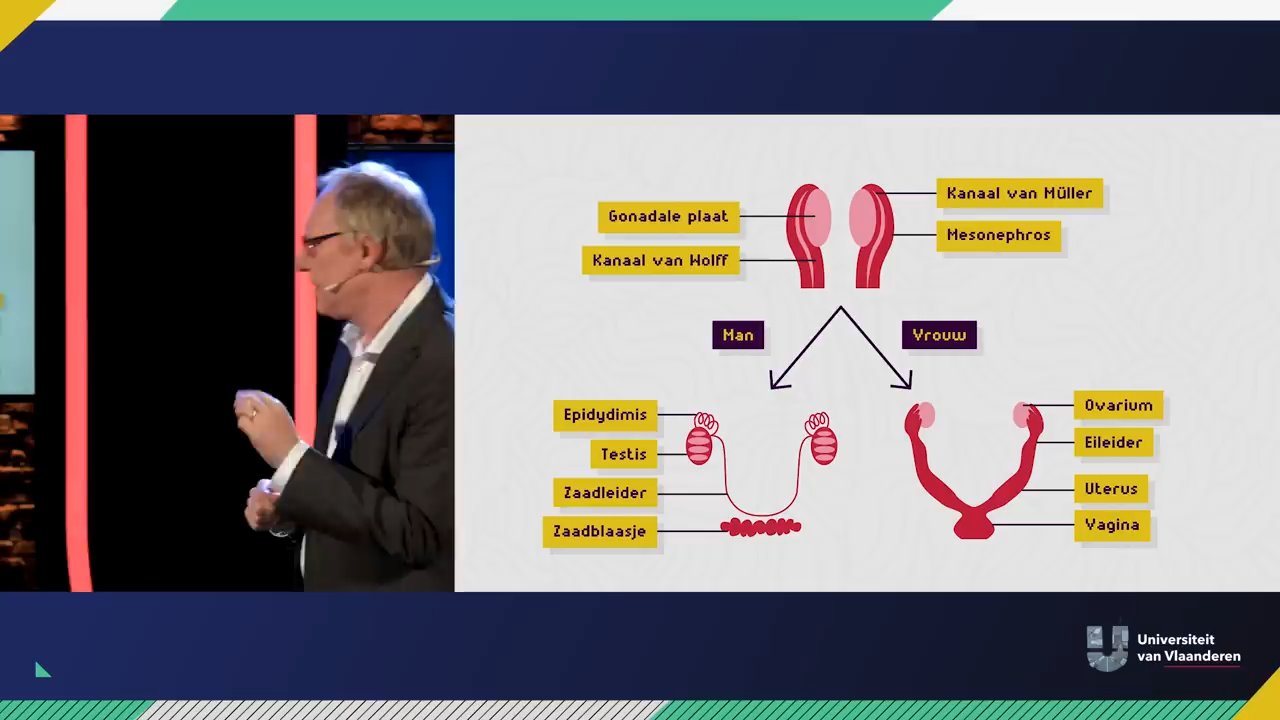 Gonadale plaat
Kanaal van Wolff
Kanaal van Müller
Mesonephros
Man
Vrouw
Epidydimis
Testis
Zaadleider
Zaadblaasje
Ovarium
Eileider
Uterus
Vagina
Universiteit
van Vlaanderen